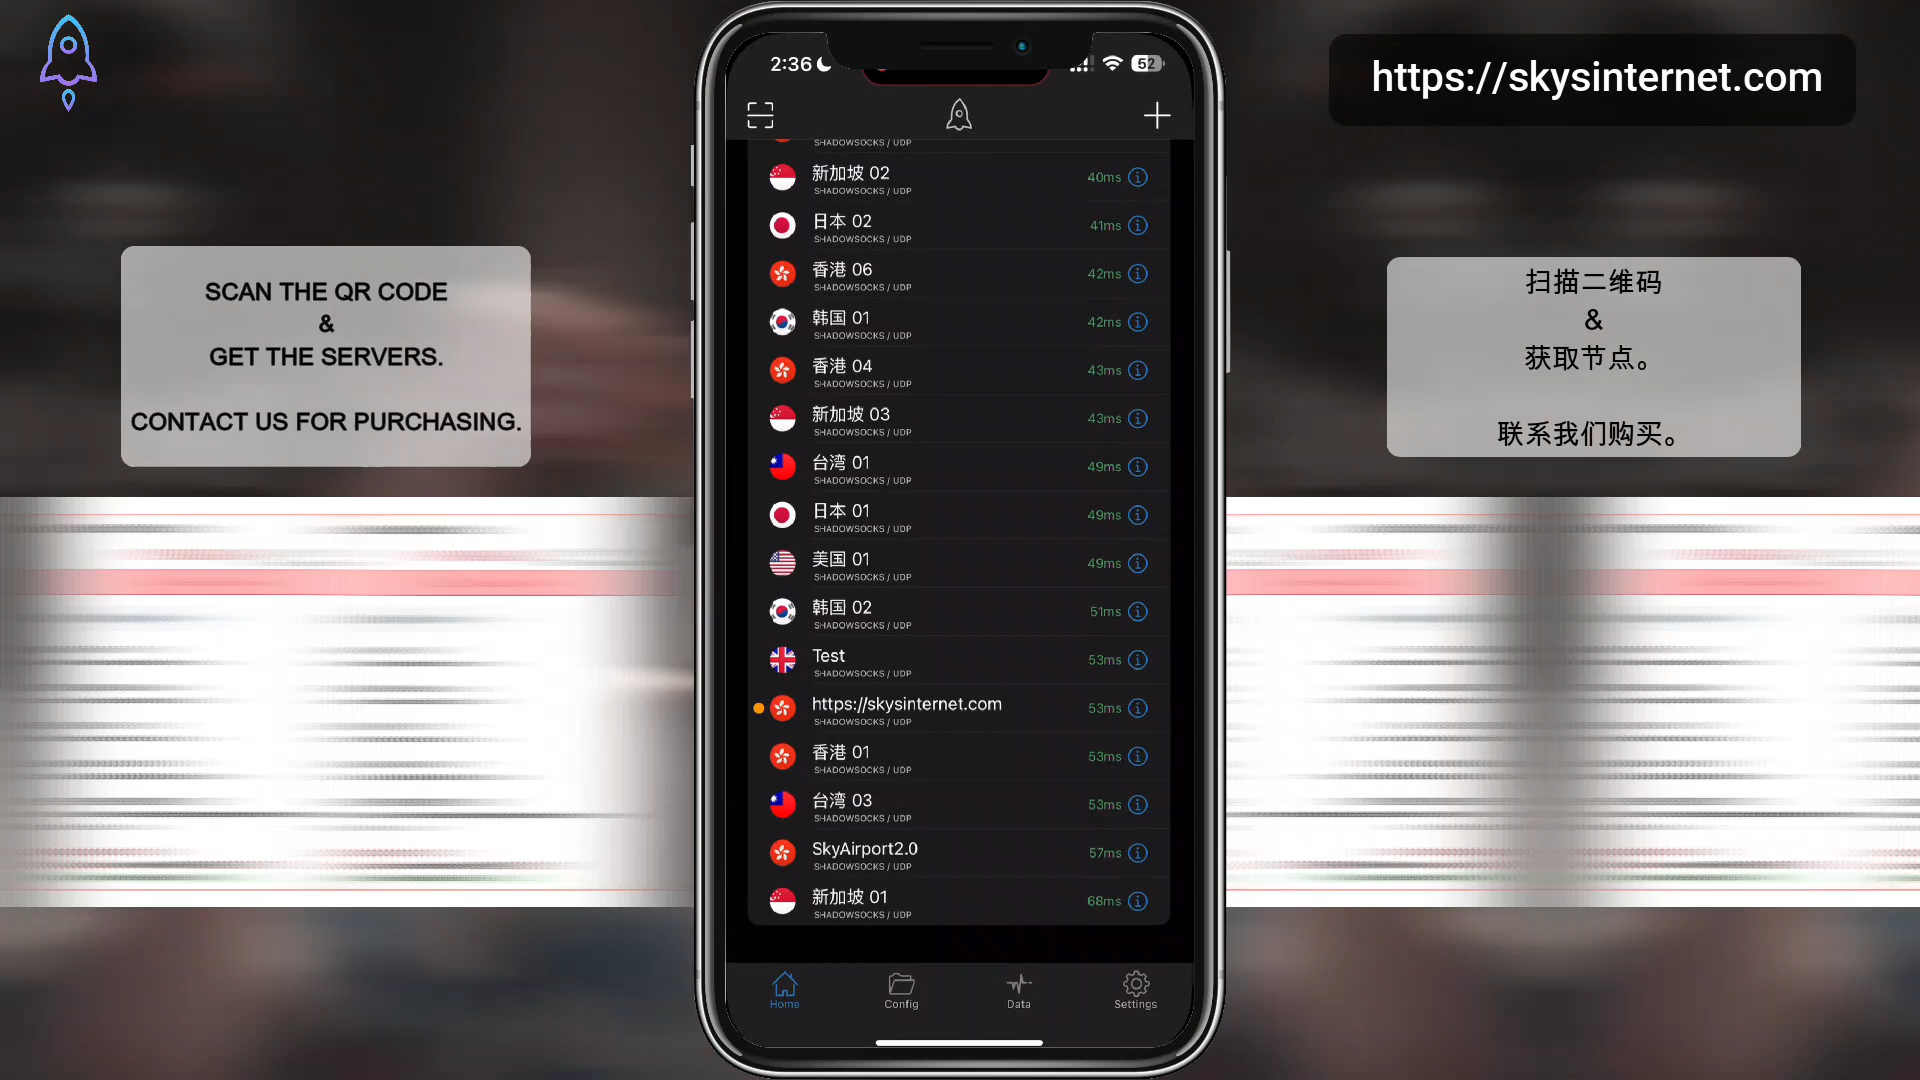 https://skysinternet.com
SCAN THE QR CODE
&
GET THE SERVERS.
CONTACT US FOR PURCHASING.
2:36
52
SHADOWSOCKS / UDP
新加坡 02
SHADOWSOCKS / UDP
40ms
日本 02
SHADOWSOCKS / UDP
41ms
香港 06
SHADOWSOCKS / UDP
42ms
韩国 01
SHADOWSOCKS / UDP
42ms
香港 04
SHADOWSOCKS / UDP
43ms
新加坡 03
SHADOWSOCKS / UDP
43ms
台湾 01
SHADOWSOCKS / UDP
49ms
日本 01
SHADOWSOCKS / UDP
49ms
美国 01
SHADOWSOCKS / UDP
49ms
韩国 02
SHADOWSOCKS / UDP
51ms
Test
SHADOWSOCKS / UDP
53ms
https://skysinternet.com
SHADOWSOCKS / UDP
53ms
香港 01
SHADOWSOCKS / UDP
53ms
台湾 03
SHADOWSOCKS / UDP
53ms
SkyAirport2.0
SHADOWSOCKS / UDP
57ms
新加坡 01
SHADOWSOCKS / UDP
68ms
Home
Config
Data
Settings
扫描二维码
&
获取节点。
联系我们购买。